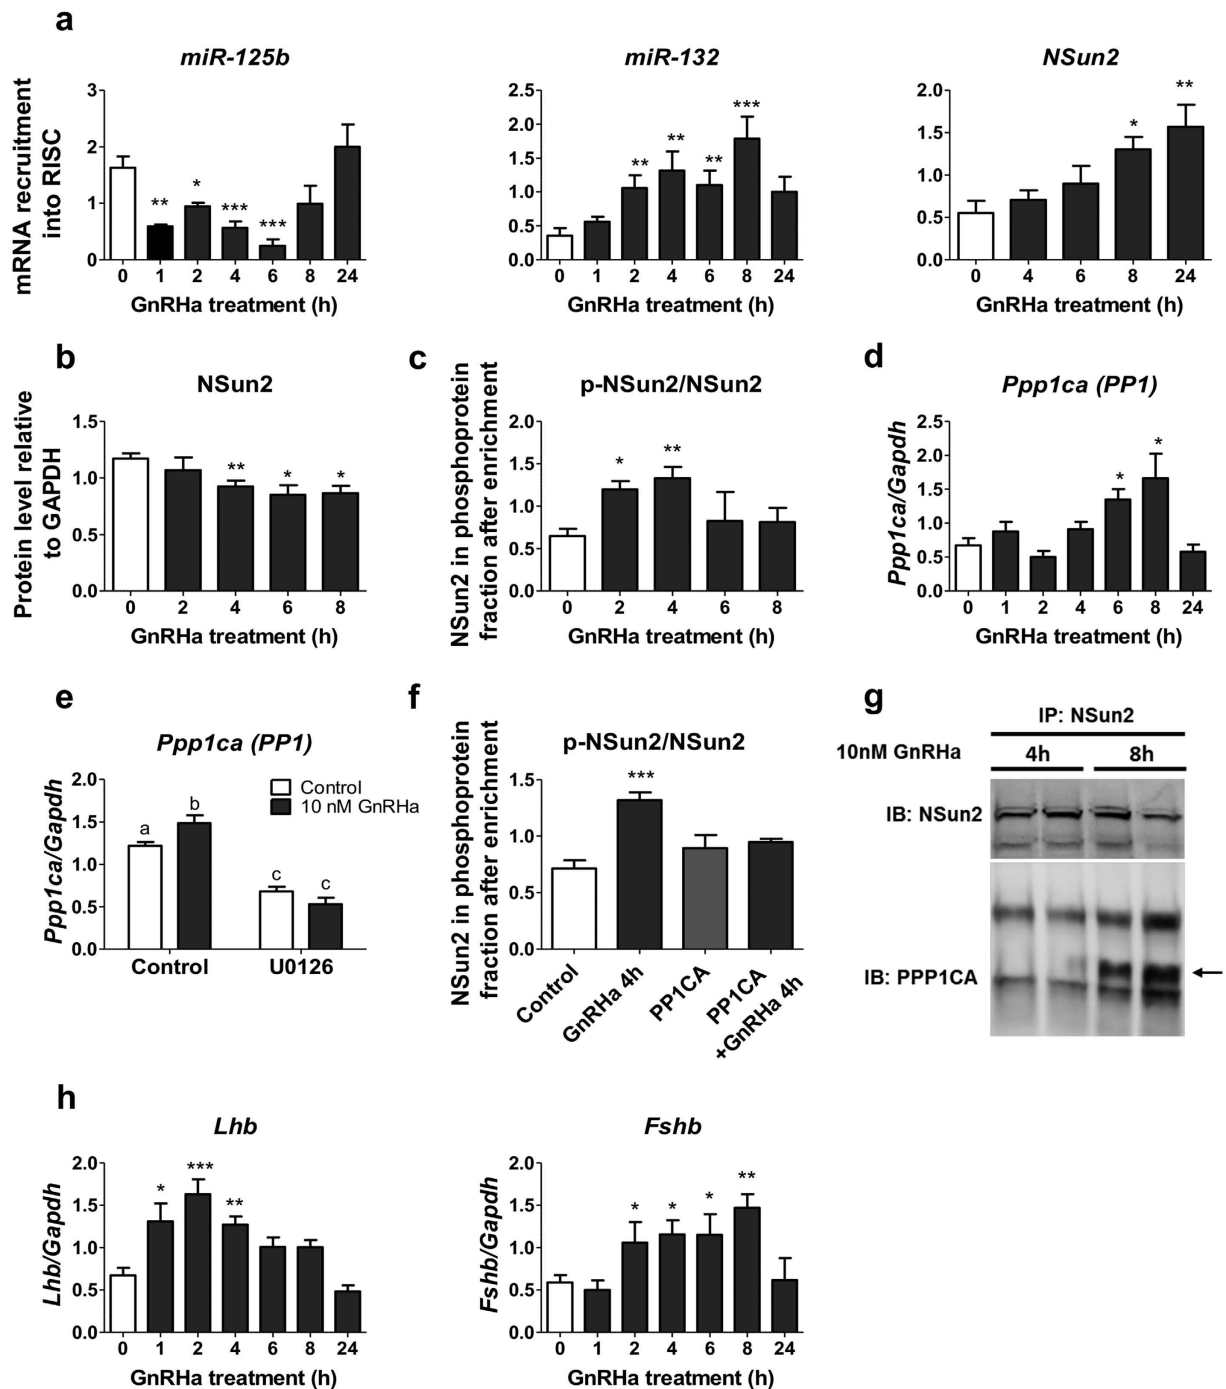 a
miR-125b
mRNA recruitment
into RISC
3
2
1
0
** * *** ***
0 1 2 4 6 8 24
GnRHa treatment (h)
miR-132
2.5
2.0
1.5
1.0
0.5
0.0
** ** ** ***
0 1 2 4 6 8 24
GnRHa treatment (h)
NSun2
2.0
1.5
1.0
0.5
0.0
* **
0 4 6 8 24
GnRHa treatment (h)
b
NSun2
Protein level relative
to GAPDH
1.5
1.0
0.5
0.0
** * *
0 2 4 6 8
GnRHa treatment (h)
c
p-NSun2/NSun2
NSun2 in phosphoprotein
fraction after enrichment
2.0
1.5
1.0
0.5
0.0
* **
0 2 4 6 8
GnRHa treatment (h)
d
Ppp1ca (PP1)
Ppp1ca/Gapdh
2.5
2.0
1.5
1.0
0.5
0.0
* *
0 1 2 4 6 8 24
GnRHa treatment (h)
e
Ppp1ca (PP1)
Ppp1ca/Gapdh
2.0
1.5
1.0
0.5
0.0
Control
10 nM GnRHa
a b c c
Control U0126
f
p-NSun2/NSun2
NSun2 in phosphoprotein
fraction after enrichment
1.5
1.0
0.5
0.0
***
Control
GnRHa 4h
PP1CA
PP1CA
+GnRHa 4h
g
IP: NSun2
10nM GnRHa 4h 8h
IB: NSun2
IB: PPP1CA
h
Lhb
Lhb/Gapdh
2.0
1.5
1.0
0.5
0.0
* *** **
0 1 2 4 6 8 24
GnRHa treatment (h)
Fshb
Fshb/Gapdh
2.0
1.5
1.0
0.5
0.0
* * * **
0 1 2 4 6 8 24
GnRHa treatment (h)